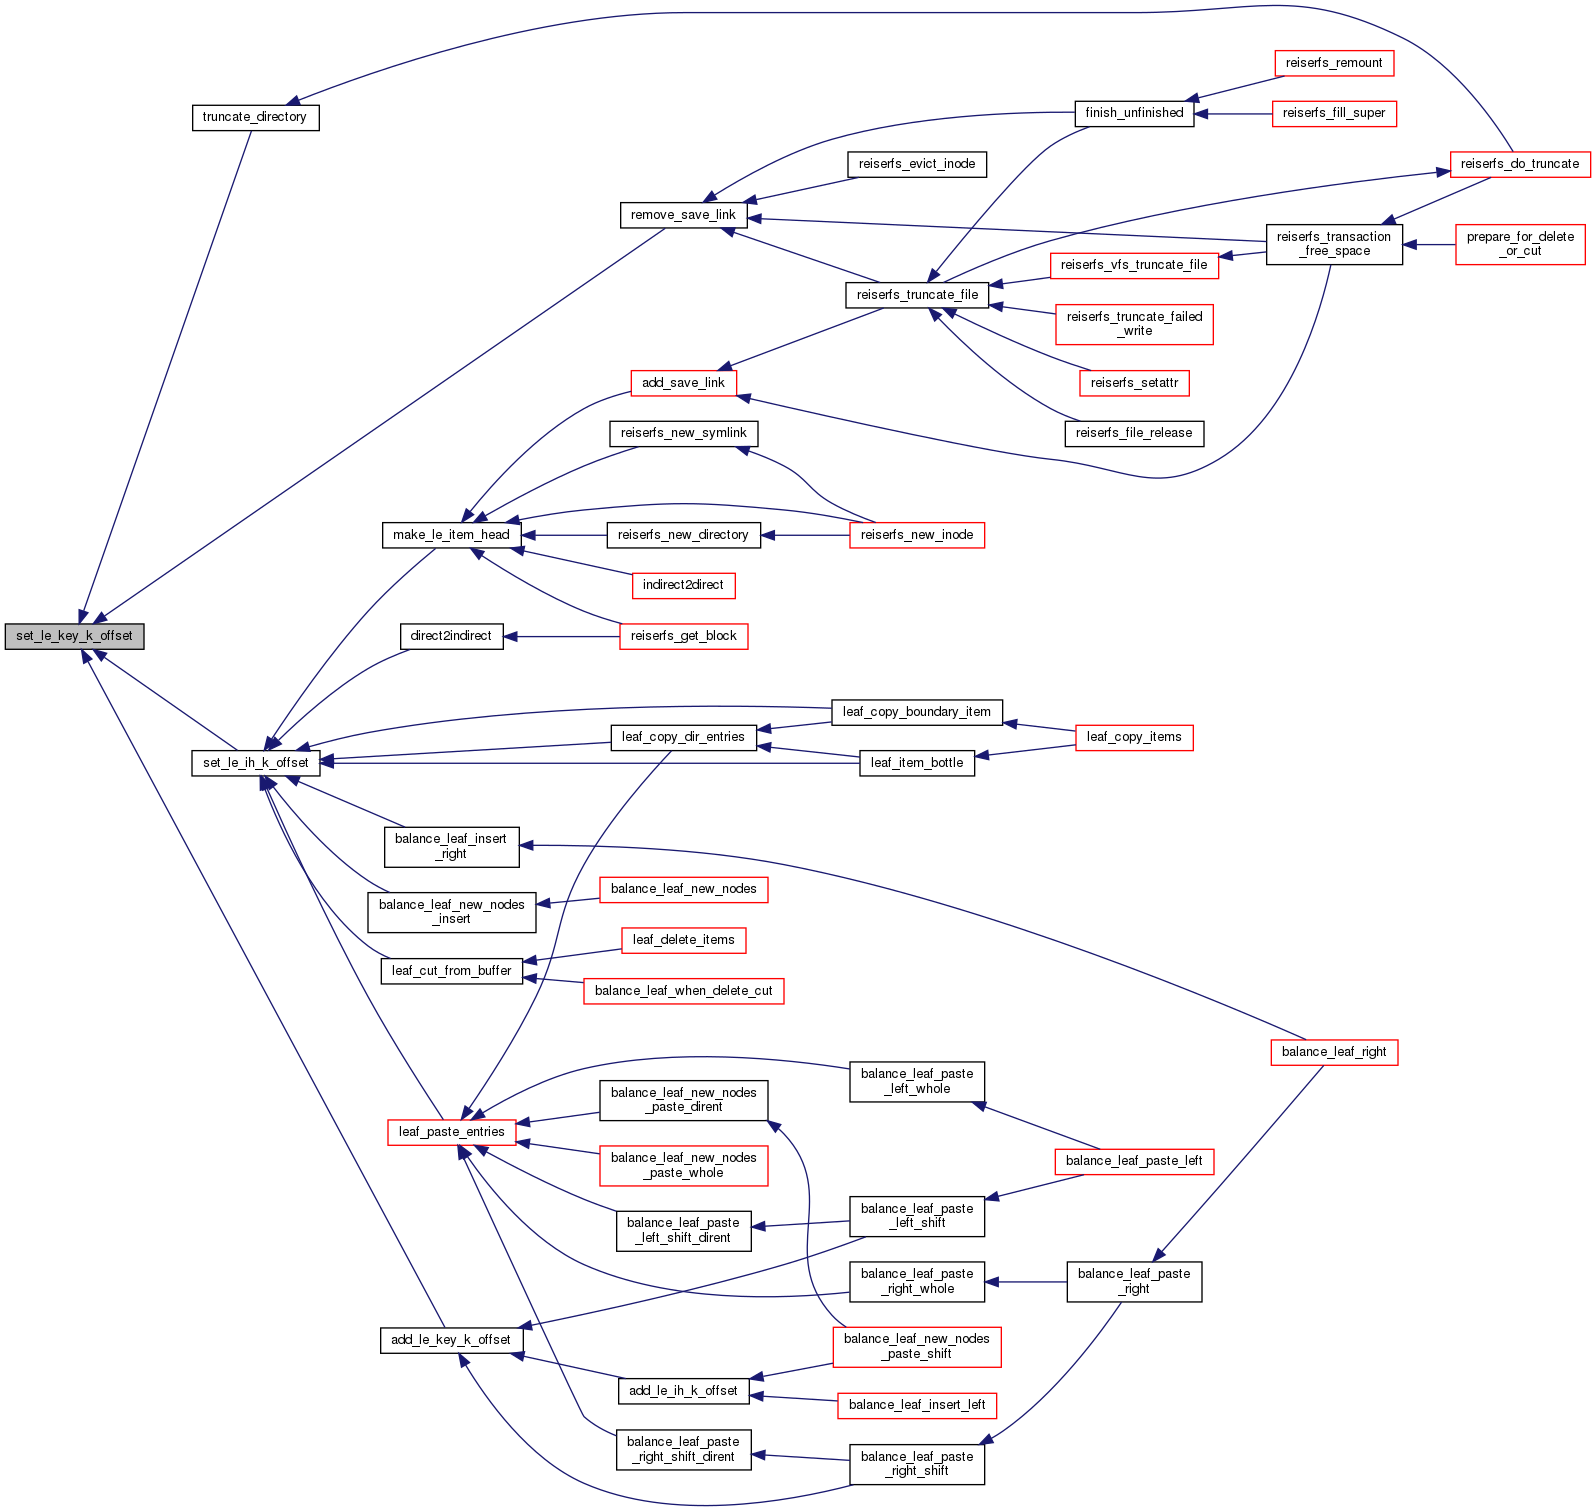 reiserfs_remount
finish_unfinished
reiserfs_fill_super
truncate_directory
reiserfs_evict_inode
reiserfs_do_truncate
remove_save_link
reiserfs_transaction
_free_space
prepare_for_delete
_or_cut
reiserfs_vfs_truncate_file
reiserfs_truncate_file
reiserfs_truncate_failed
_write
add_save_link
reiserfs_setattr
reiserfs_new_symlink
reiserfs_file_release
make_le_item_head
reiserfs_new_directory
reiserfs_new_inode
indirect2direct
set_le_key_k_offset
direct2indirect
reiserfs_get_block
leaf_copy_boundary_item
leaf_copy_dir_entries
leaf_copy_items
set_le_ih_k_offset
leaf_item_bottle
balance_leaf_insert
_right
balance_leaf_new_nodes
balance_leaf_new_nodes
_insert
leaf_delete_items
leaf_cut_from_buffer
balance_leaf_when_delete_cut
balance_leaf_right
balance_leaf_paste
_left_whole
balance_leaf_new_nodes
_paste_dirent
leaf_paste_entries
balance_leaf_new_nodes
_paste_whole
balance_leaf_paste_left
balance_leaf_paste
_left_shift
balance_leaf_paste
_left_shift_dirent
balance_leaf_paste
_right_whole
balance_leaf_paste
_right
add_le_key_k_offset
balance_leaf_new_nodes
_paste_shift
add_le_ih_k_offset
balance_leaf_insert_left
balance_leaf_paste
_right_shift_dirent
balance_leaf_paste
_right_shift